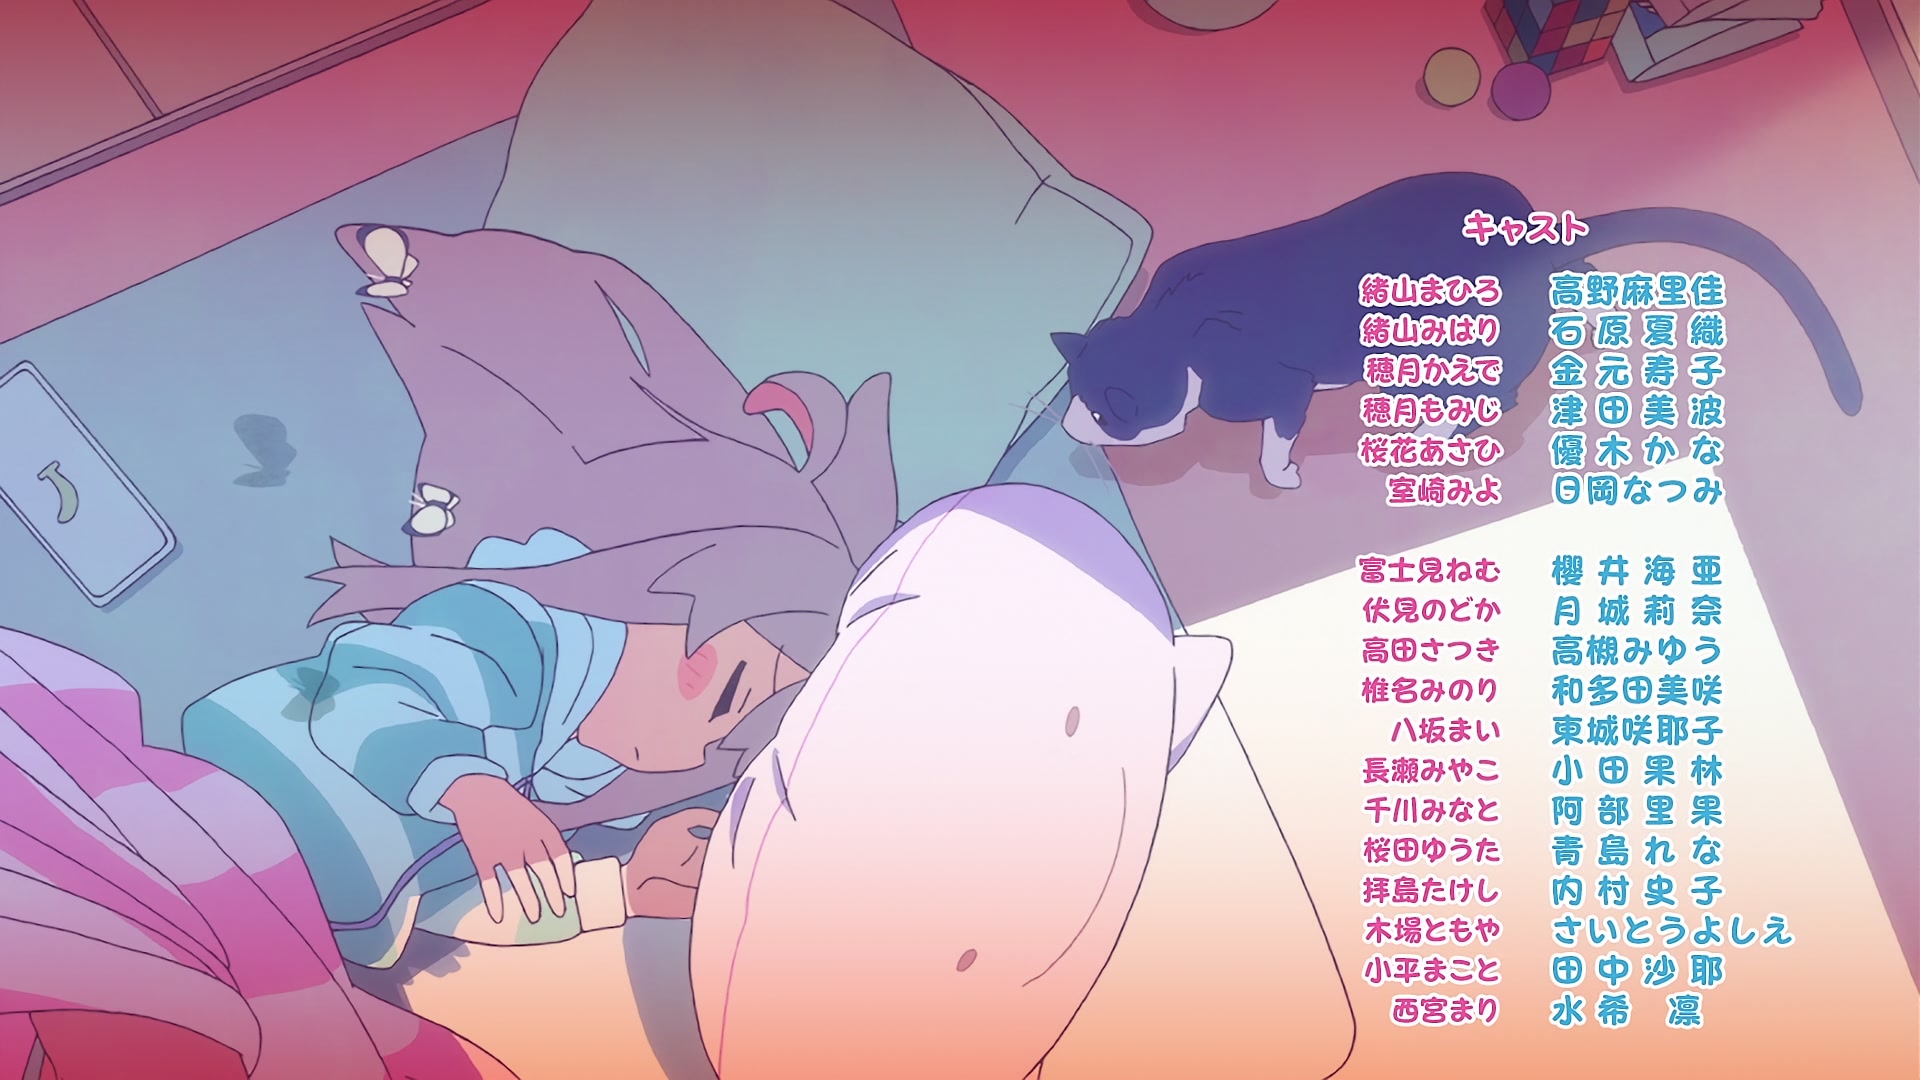 キャスト
緒山まひろ 高野麻里佳
緒山みはり 石原夏織
穂月かえで 金元寿子
穂月もみじ 津田美波
桜花あさひ 優木かな
室崎みよ 日岡なつみ
富士見ねむ 櫻井海亜
伏見のどか 月城莉奈
高田さつき 高槻みゆう
椎名みのり 和多田美咲
八坂まい 東城咲耶子
長瀬みやこ 小田果林
千川みなと 阿部里果
桜田ゆうた 青島れな
拝島たけし 内村史子
木場ともや さいとうよしえ
小平まこと 田中沙耶
西宮まり 水希凛